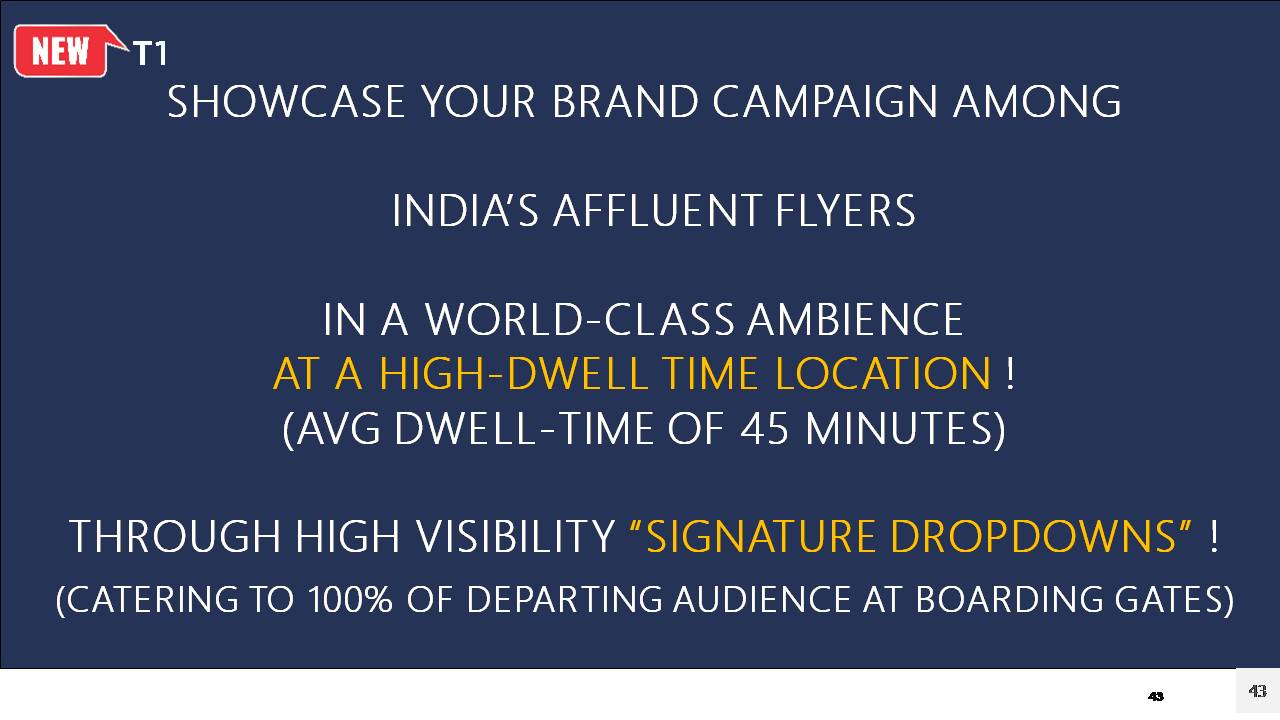 NEW T1
SHOWCASE YOUR BRAND CAMPAIGN AMONG
INDIA’S AFFLUENT FLYERS
IN A WORLD-CLASS AMBIENCE
AT A HIGH-DWELL TIME LOCATION !
(AVG DWELL-TIME OF 45 MINUTES)
THROUGH HIGH VISIBILITY “SIGNATURE DROPDOWNS” !
(CATERING TO 100% OF DEPARTING AUDIENCE AT BOARDING GATES)
43
43